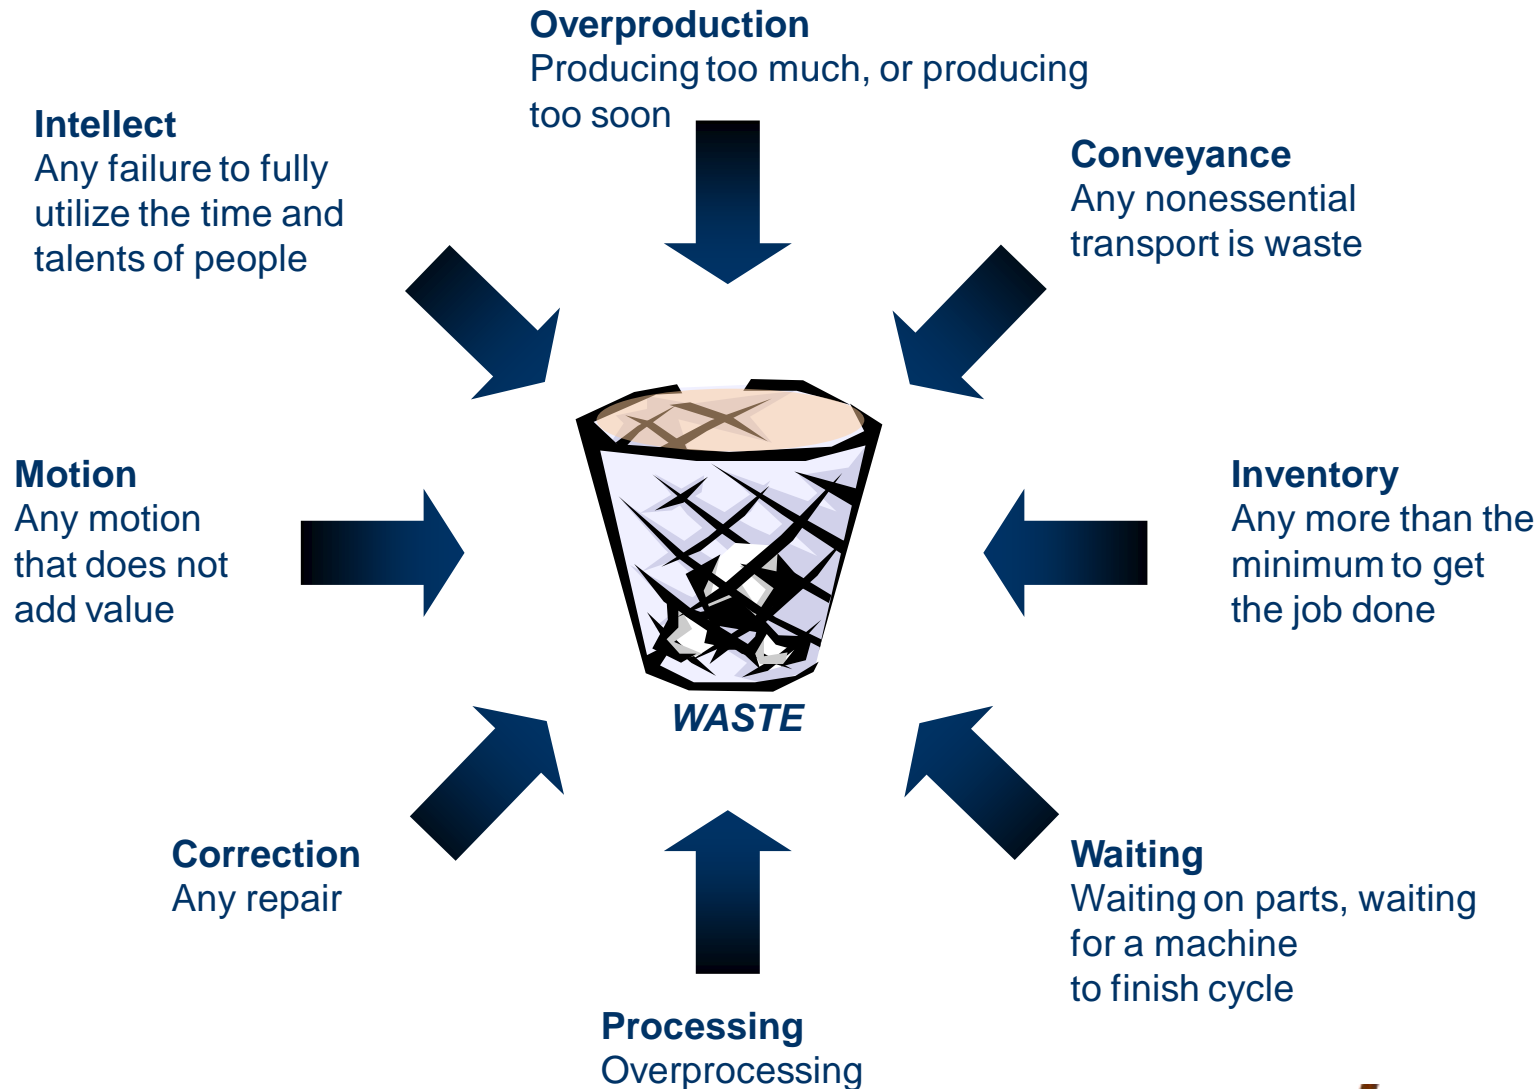 Overproduction
Producing too much, or producing
too soon
Intellect
Any failure to fully
utilize the time and
talents of people
Conveyance
Any nonessential
transport is waste
Motion
Any motion
that does not
add value
Inventory
Any more than the
minimum to get
the job done
WASTE
Correction
Any repair
Waiting
Waiting on parts, waiting
for a machine
to finish cycle
Processing
Overprocessing